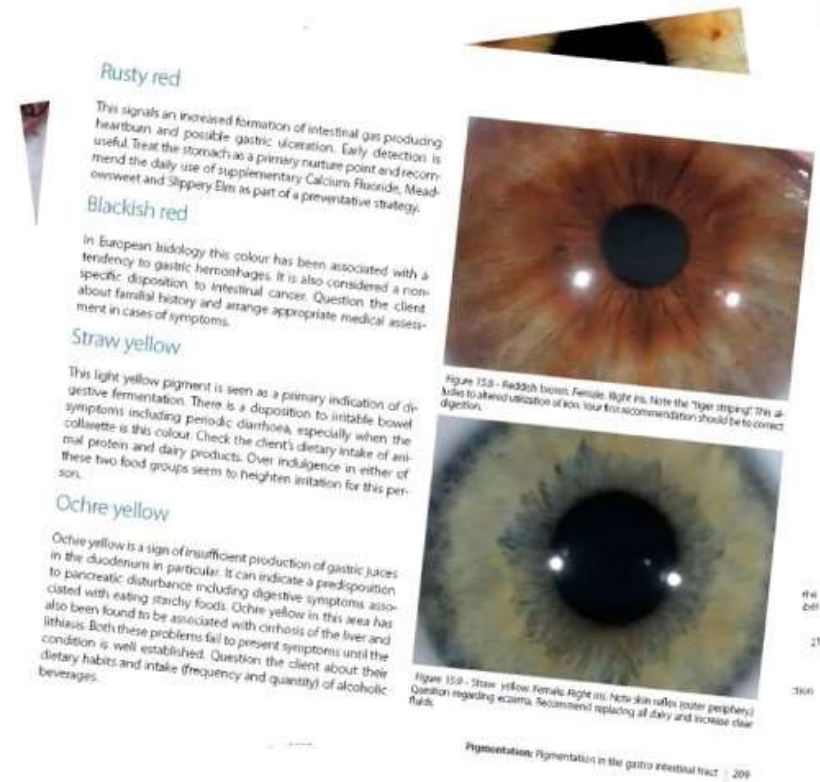 Rusty red
This signals an increased formation of intestinal gas producing
heartburn and possible gastric ulceration. Early detection is
useful. Treat the stomach as a primary nurture point and recom-
mend the daily use of supplementary Calcium Fluoride, Mead-
owsweet and Slippery Elm as part of a preventative strategy.
Blackish red
In European Iridology this colour has been associated with a
tendency to gastric hemorrhages. It is also considered a non-
specific disposition to intestinal cancer. Question the client
about familial history and arrange appropriate medical assess-
ment in cases of symptoms.
Straw yellow
This light yellow pigment is seen as a primary indication of di-
gestive fermentation. There is a disposition to irritable bowel
symptoms including periodic diarrhoea, especially when the
collarette is this colour. Check the client's dietary intake of ani-
mal protein and dairy products. Over indulgence in either of
these two food groups seem to heighten irritation for this per-
son.
Ochre yellow
Ochre yellow is a sign of insufficient production of gastric juices
in the duodenum in particular. It can indicate a predisposition
to pancreatic disturbance including digestive symptoms asso-
ciated with eating starchy foods. Ochre yellow in this area has
also been found to be associated with cirrhosis of the liver and
lithiasis. Both these problems fail to present symptoms until the
condition is well established. Question the client about their
dietary habits and intake (frequency and quantity) of alcoholic
beverages.
Figure 15.8 - Reddish brown. Female. Right iris. Note the "tiger striping". This al-
ludes to altered utilization of iron. Your first recommendation should be to correct
digestion.
Figure 15.9 - Straw yellow. Female. Right iris. Note skin reflex (outer periphery.)
Question regarding eczema. Recommend replacing all dairy and increase clear
fluids.
Pigmentation: Pigmentation in the gastro intestinal tract | 209
the